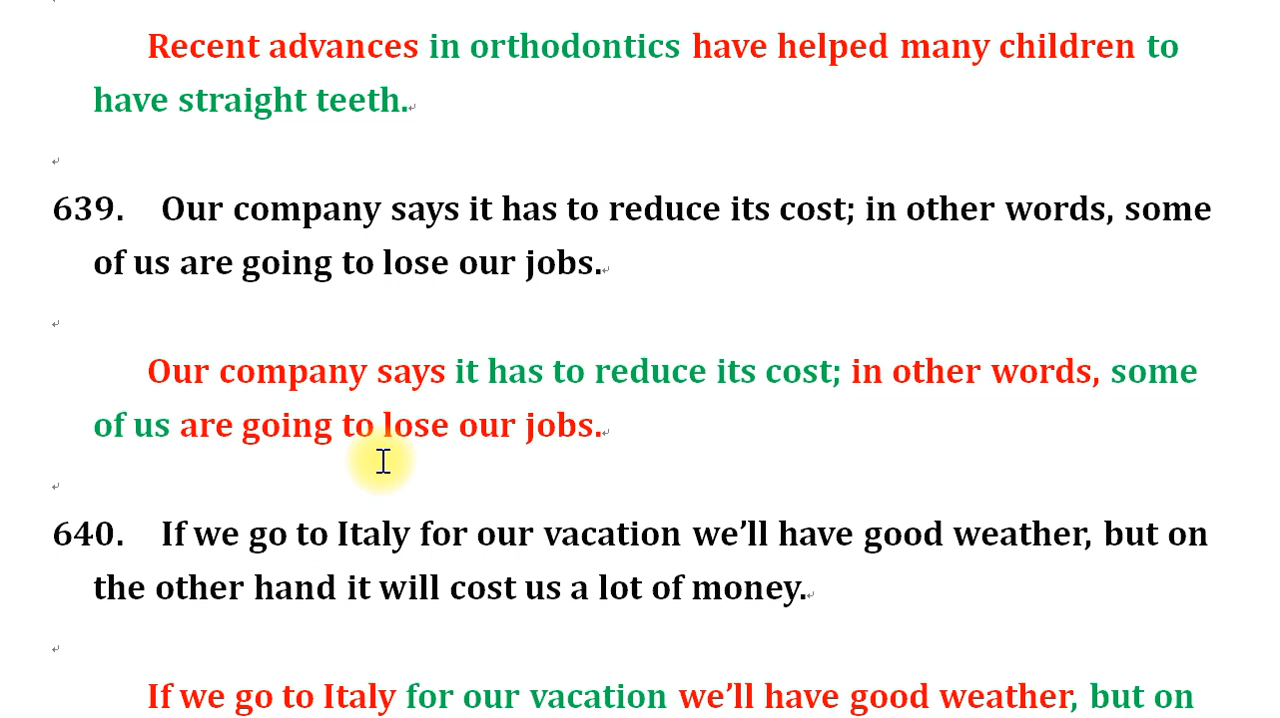 Recent advances in orthodontics have helped many children to
have straight teeth.
639. Our company says it has to reduce its cost; in other words, some
of us are going to lose our jobs.
Our company says it has to reduce its cost; in other words, some
of us are going to lose our jobs.
640. If we go to Italy for our vacation we’ll have good weather, but on
the other hand it will cost us a lot of money.
If we go to Italy for our vacation we’ll have good weather, but on